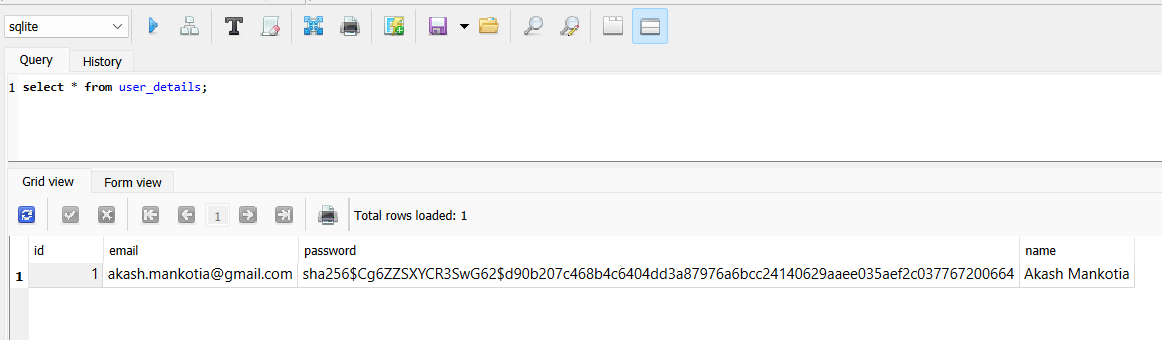 sqlite
Query History
1 select * from user_details;
Grid view Form view
1 Total rows loaded: 1
id email password name
1 1 akash.mankotia@gmail.com sha256$Cg6ZZSXYCR3SwG62$d90b207c468b4c6404dd3a87976a6bcc24140629aaee035aef2c037767200664 Akash Mankotia